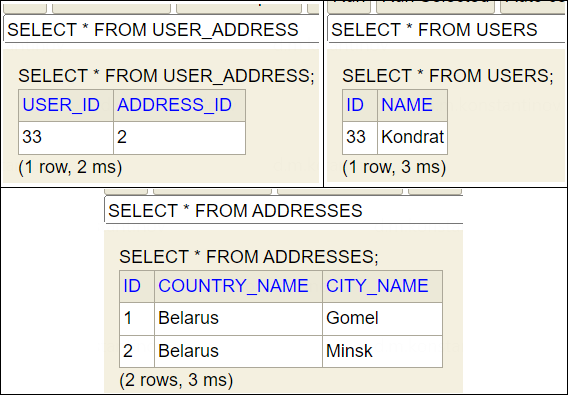 SELECT * FROM USER_ADDRESS
SELECT * FROM USER_ADDRESS;
USER_ID ADDRESS_ID
33 2
(1 row, 2 ms)
SELECT * FROM USERS
SELECT * FROM USERS;
ID NAME
33 Kondrat
(1 row, 3 ms)
SELECT * FROM ADDRESSES
SELECT * FROM ADDRESSES;
ID COUNTRY_NAME CITY_NAME
1 Belarus Gomel
2 Belarus Minsk
(2 rows, 3 ms)